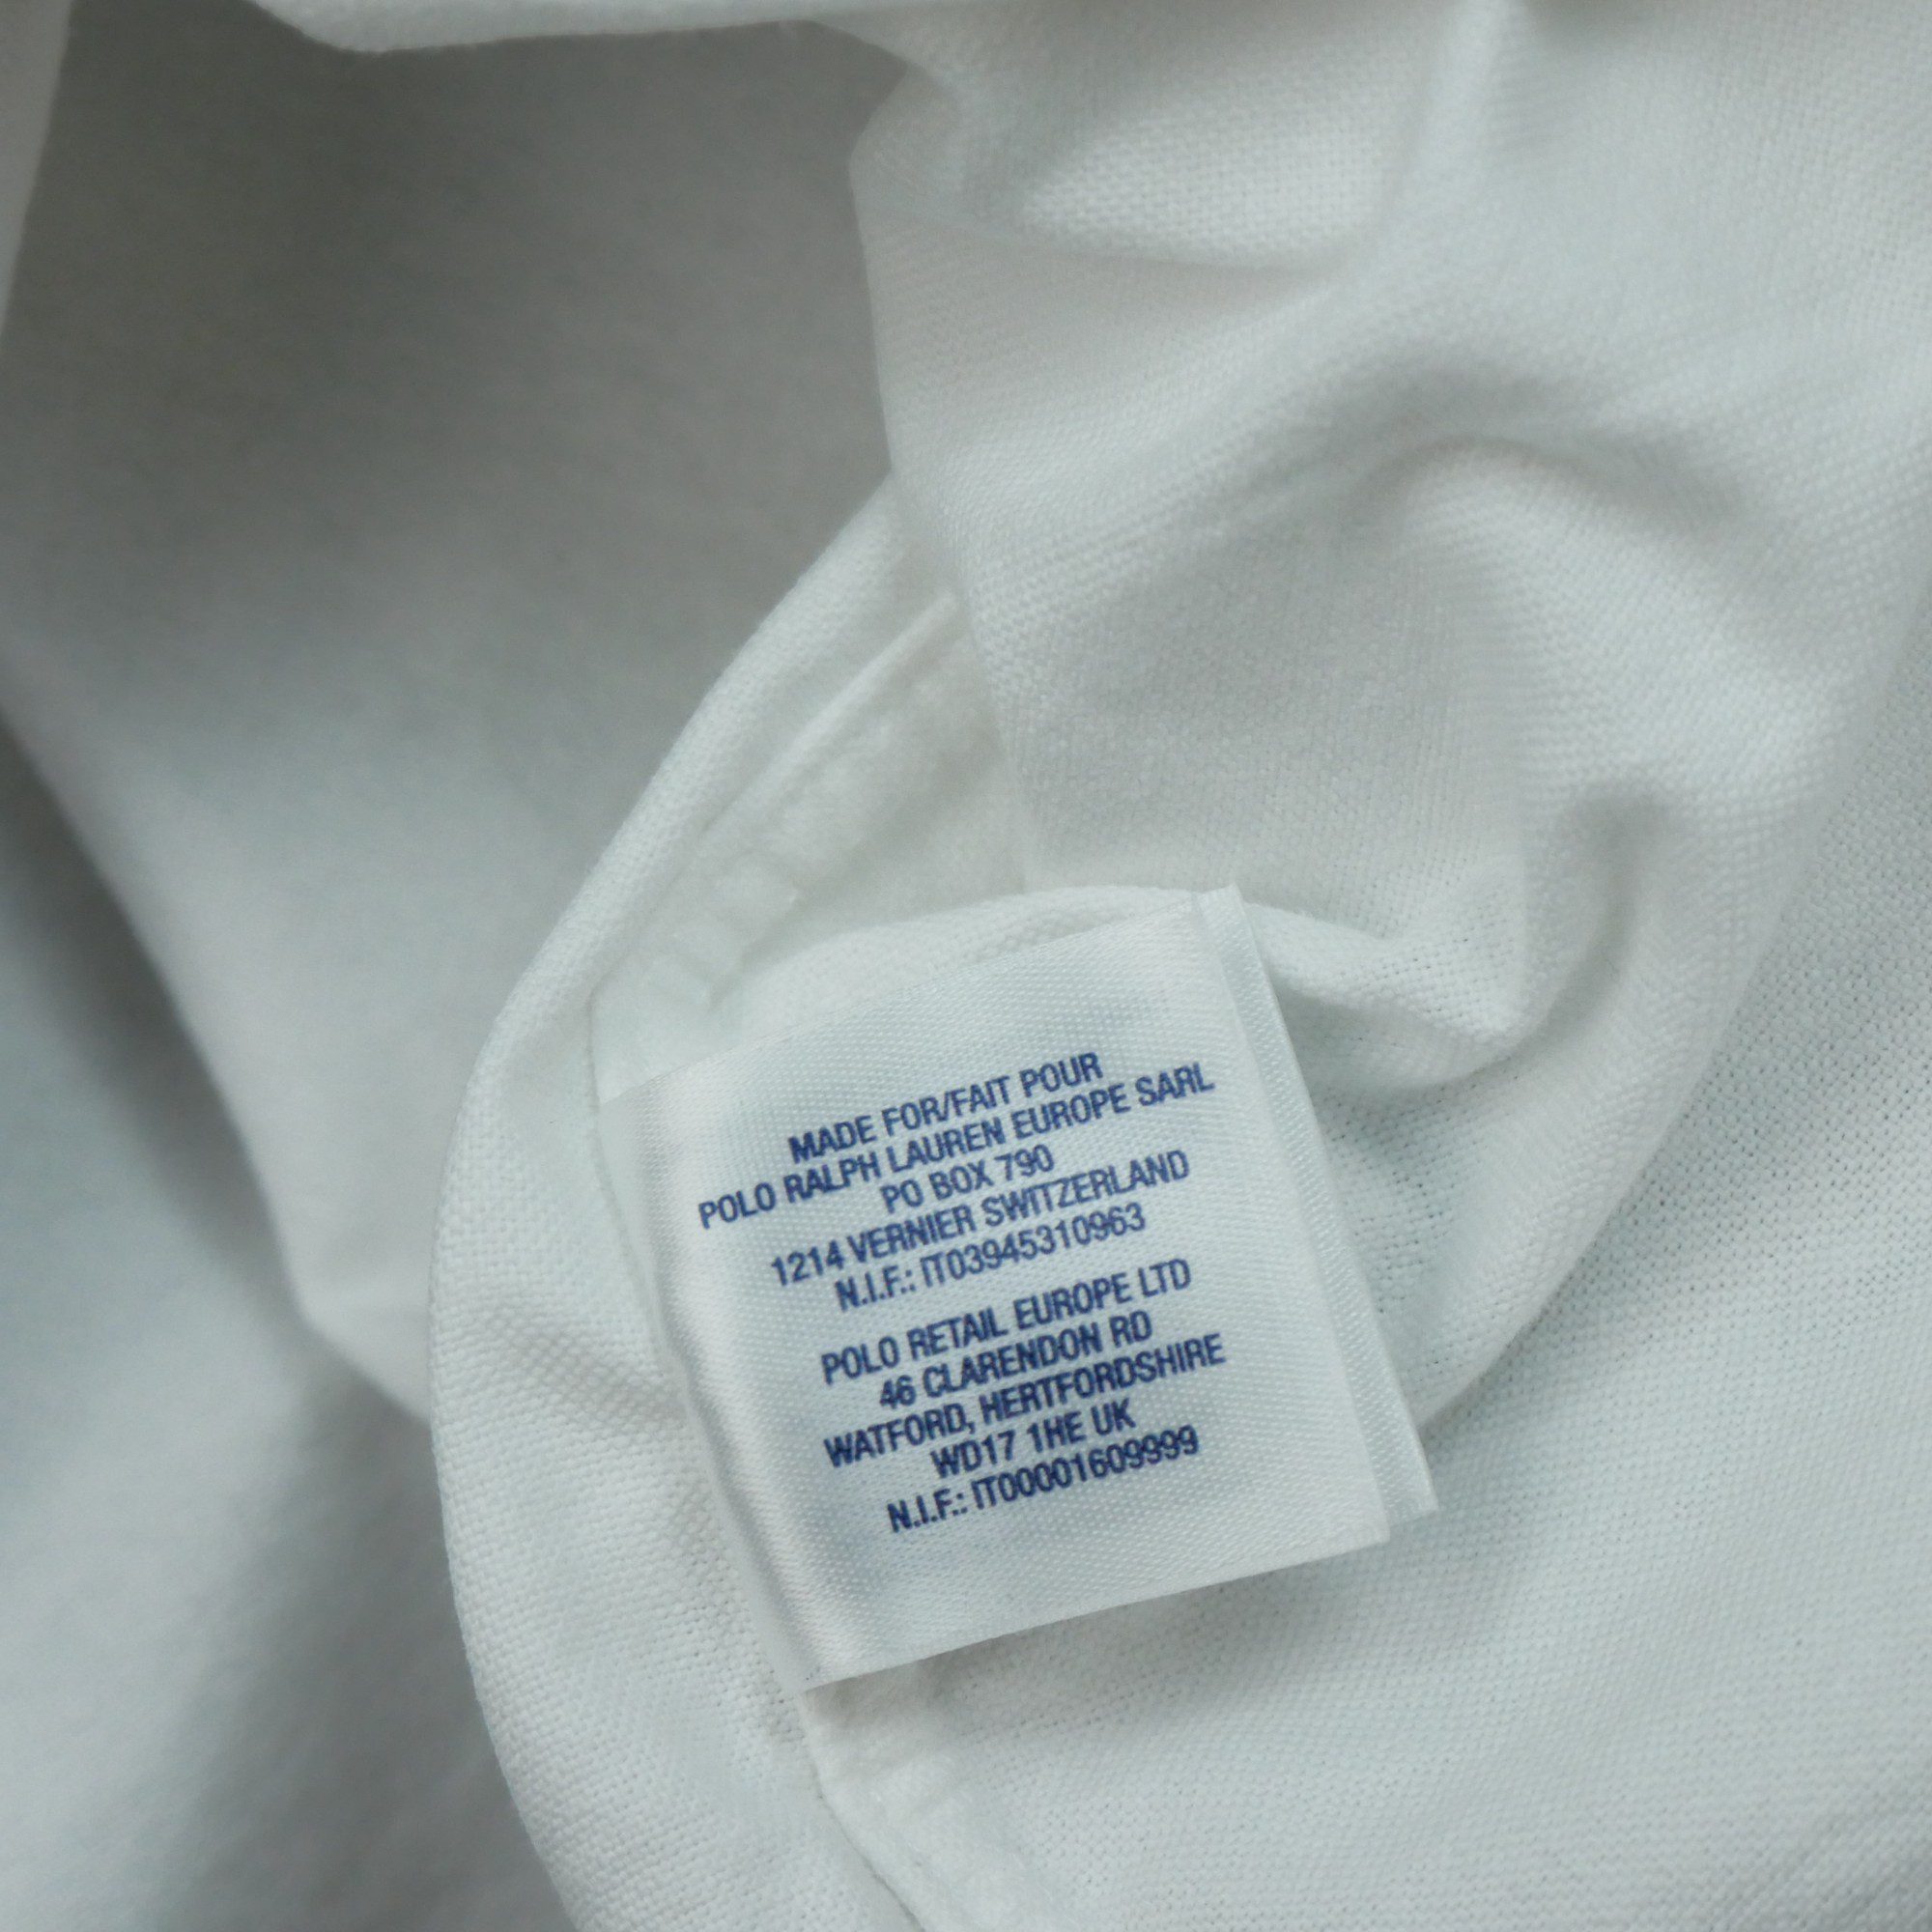 MADE FOR/FAIT POUR
POLO RALPH LAUREN EUROPE SARL
PO BOX 790
1214 VERNIER SWITZERLAND
N.I.F.: IT03945310963
POLO RETAIL EUROPE LTD
46 CLARENDON RD
WATFORD, HERTFORDSHIRE
WD17 1HE UK
N.I.F.: IT00001609999